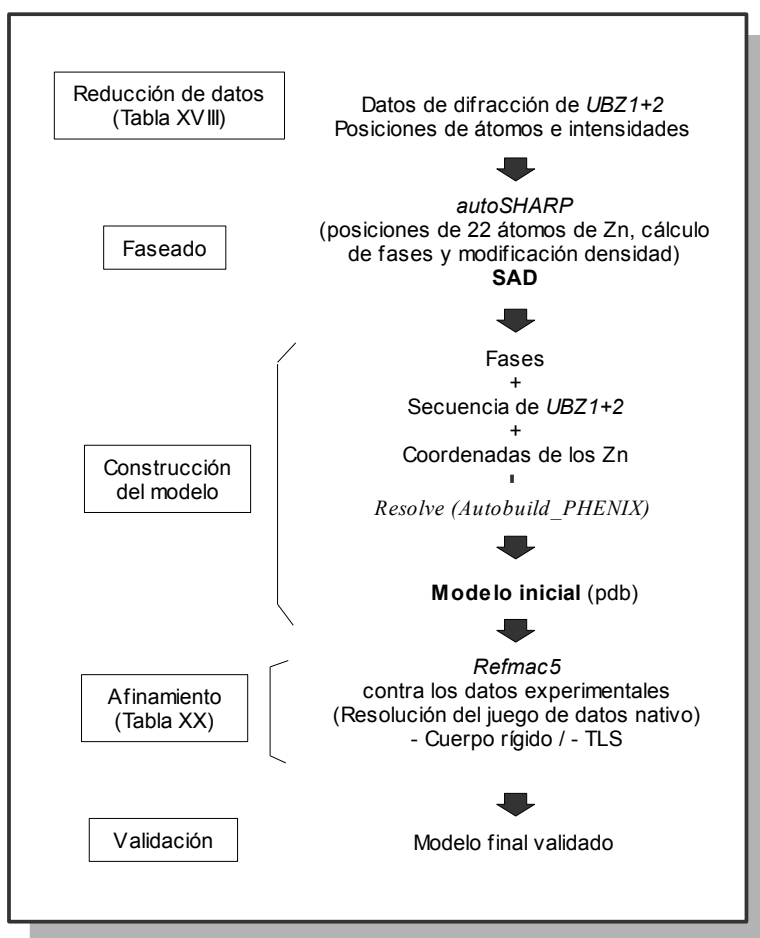 Reducción de datos
(Tabla XVIII)
Datos de difracción de UBZ1+2
Posiciones de átomos e intensidades
autoSHARP
(posiciones de 22 átomos de Zn, cálculo
de fases y modificación densidad)
SAD
Faseado
Fases
+
Secuencia de UBZ1+2
+
Coordenadas de los Zn
Resolve (Autobuild_PHENIX)
Modelo inicial (pdb)
Construcción
del modelo
Refmac5
contra los datos experimentales
(Resolución del juego de datos nativo)
- Cuerpo rígido / - TLS
Afinamiento
(Tabla XX)
Validación
Modelo final validado